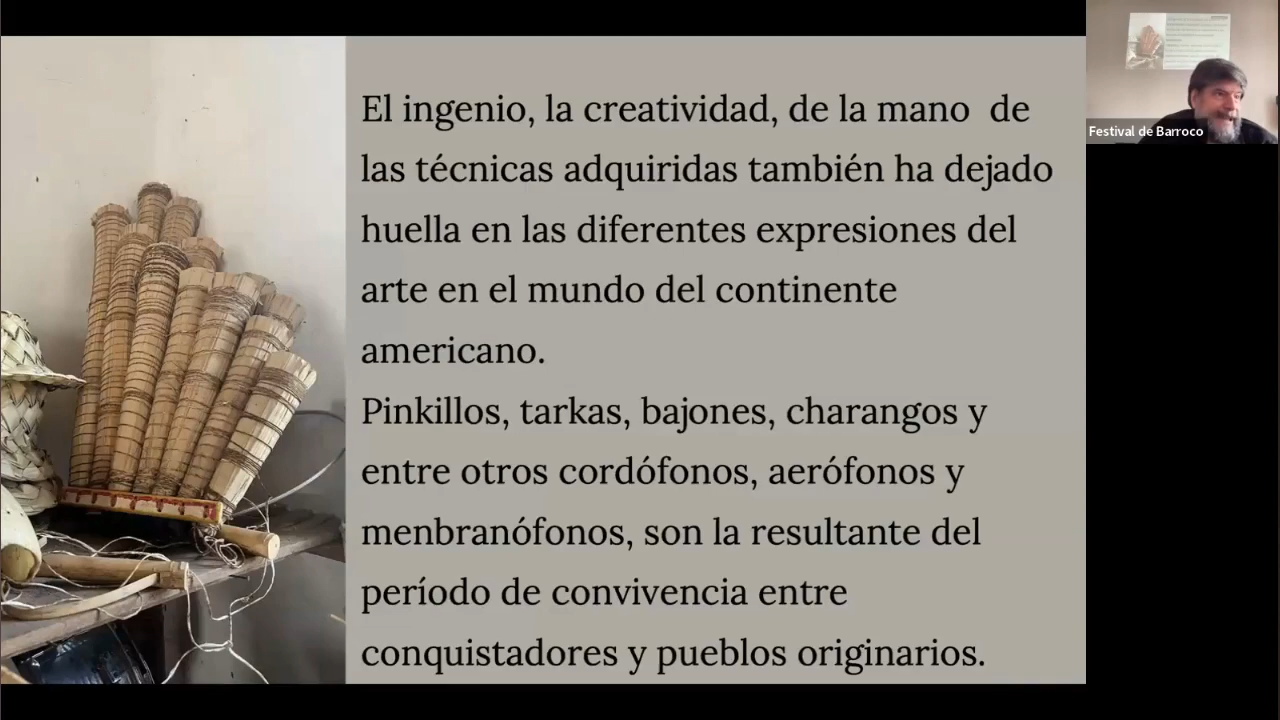 El ingenio, la creatividad, de la mano  de
las técnicas adquiridas también ha dejado
huella en las diferentes expresiones del
arte en el mundo del continente
americano.
Pinkillos, tarkas, bajones, charangos y
entre otros cordófonos, aerófonos y
menbranófonos, son la resultante del
período de convivencia entre
conquistadores y pueblos originarios.
Festival de Barroco